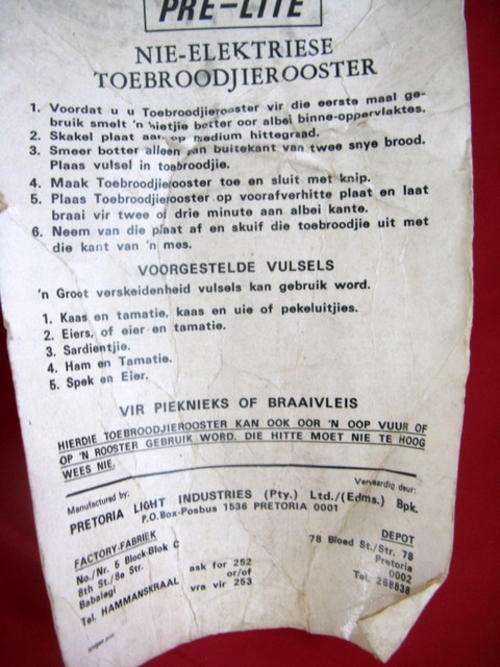 PRE-LITE
NIE-ELEKTRIESE
TOEBROODJIEROOSTER
1. Voordat u u Toebroodjierooster vir die eerste maal ge-
bruik smelt 'n bietjie botter oor albei binne-oppervlaktes.
2. Skakel plaat aan op medium hittegraad.
3. Smeer botter alleen aan buitekant van twee snye brood.
Plaas vulsel in toebroodjie.
4. Maak Toebroodjierooster toe en sluit met knip.
5. Plaas Toebroodjierooster op voorafverhitte plaat en laat
braai vir twee of drie minute aan albei kante.
6. Neem van die plaat af en skuif die toebroodjie uit met
die kant van 'n mes.
VOORGESTELDE VULSELS
'n Groot verskeidenheid vulsels kan gebruik word.
1. Kaas en tamatie, kaas en uie of pekeluitjies.
2. Eiers, of eier en tamatie.
3. Sardientjie.
4. Ham en Tamatie.
5. Spek en Eier.
VIR PIEKNIEKS OF BRAAIVLEIS
HIERDIE TOEBROODJIEROOSTER KAN OOK OOR 'N OOP VUUR OF
OP 'N ROOSTER GEBRUIK WORD. DIE HITTE MOET NIE TE HOOG
WEES NIE.
Manufactured by: Vervaardig deur:
PRETORIA LIGHT INDUSTRIES (Pty.) Ltd./(Edms.) Bpk.
P.O. Box-Posbus 1536 PRETORIA 0001
FACTORY-FABRIEK
No./Nr. 5 Block-Blok C
8th St./8e Str.
Babalegi
Tel. HAMMANSKRAAL
ask for 252
or/of
vra vir 253
DEPOT
78 Bloed St./Str. 78
Pretoria
0002
Tel. 268838